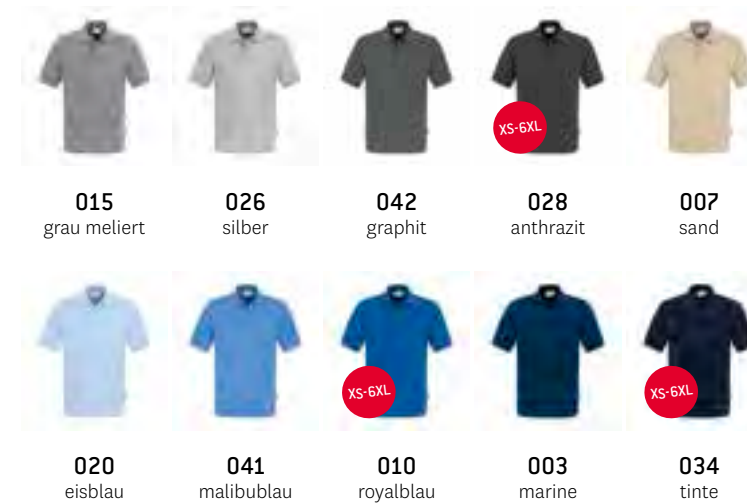 XS-6XL
015 026 042 028 007
grau meliert silber graphit anthrazit sand
XS-6XL XS-6XL
020 041 010 003 034
eisblau malibublau royalblau marine tinte